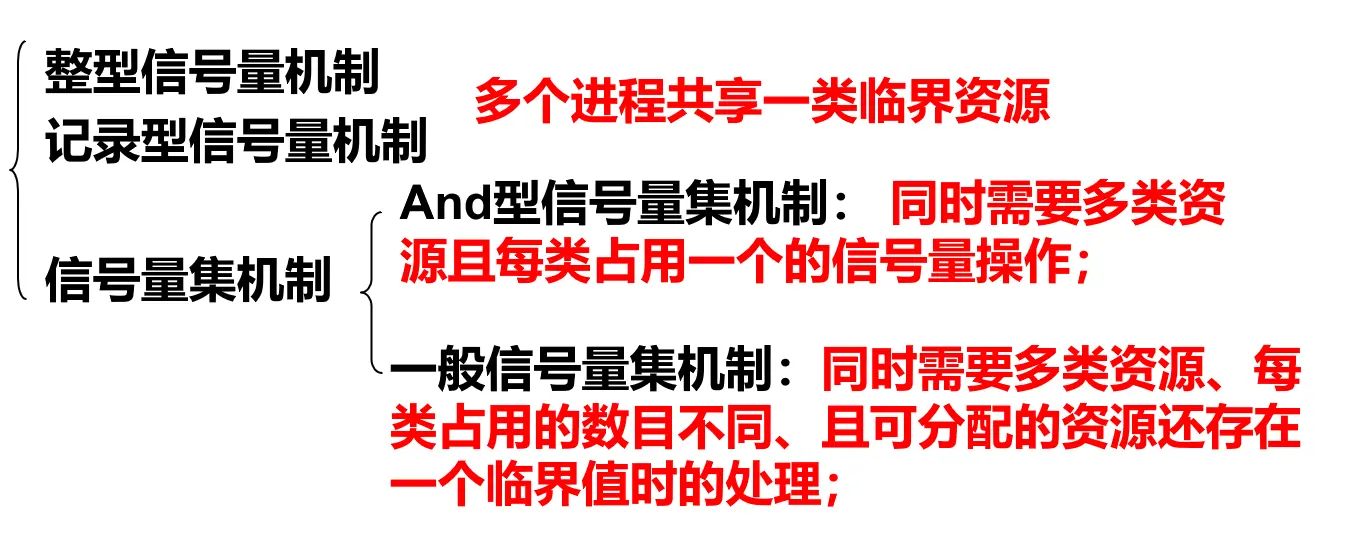 整型信号量机制
多个进程共享一类临界资源
记录型信号量机制
And型信号量集机制： 同时需要多类资
源且每类占用一个的信号量操作；
信号量集机制
一般信号量集机制：同时需要多类资源、每
类占用的数目不同、且可分配的资源还存在
一个临界值时的处理；